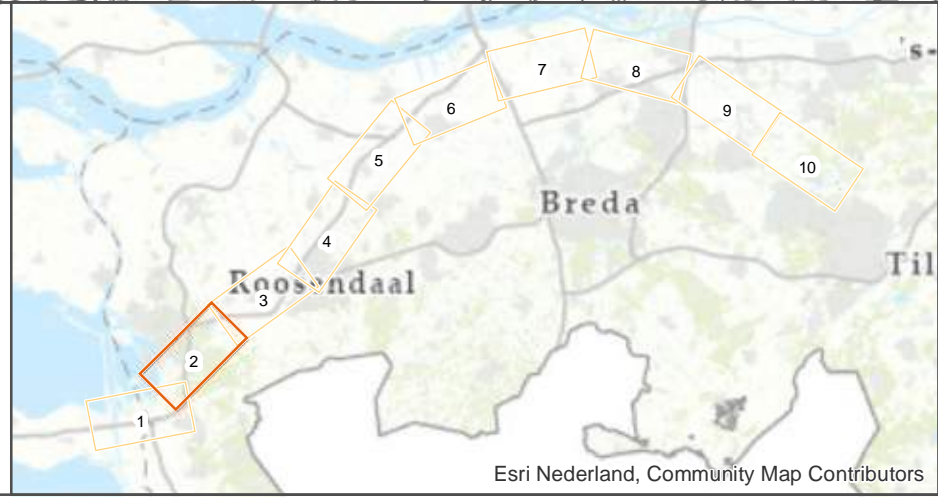 's-
7
8
6
9
5
10
Breda
4
Til
Roosendaal
3
2
1
Esri Nederland, Community Map Contributors